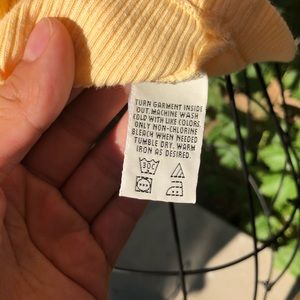 TURN GARMENT INSIDE
OUT. MACHINE WASH
COLD WITH LIKE COLORS.
ONLY NON-CHLORINE
BLEACH WHEN NEEDED
TUMBLE DRY. WARM
IRON AS DESIRED.
30C